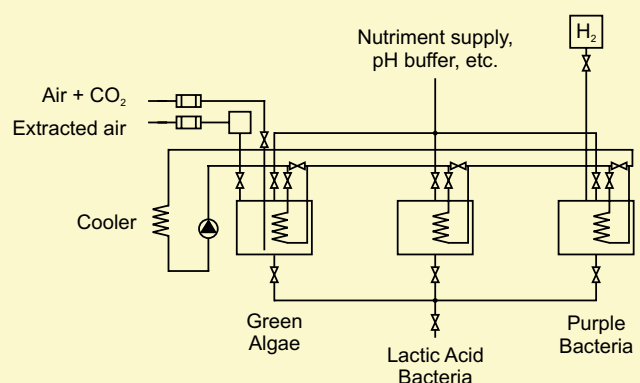 Nutriment supply,
pH buffer, etc.
H₂
Air + CO₂
Extracted air
Cooler
Green
Algae
Lactic Acid
Bacteria
Purple
Bacteria